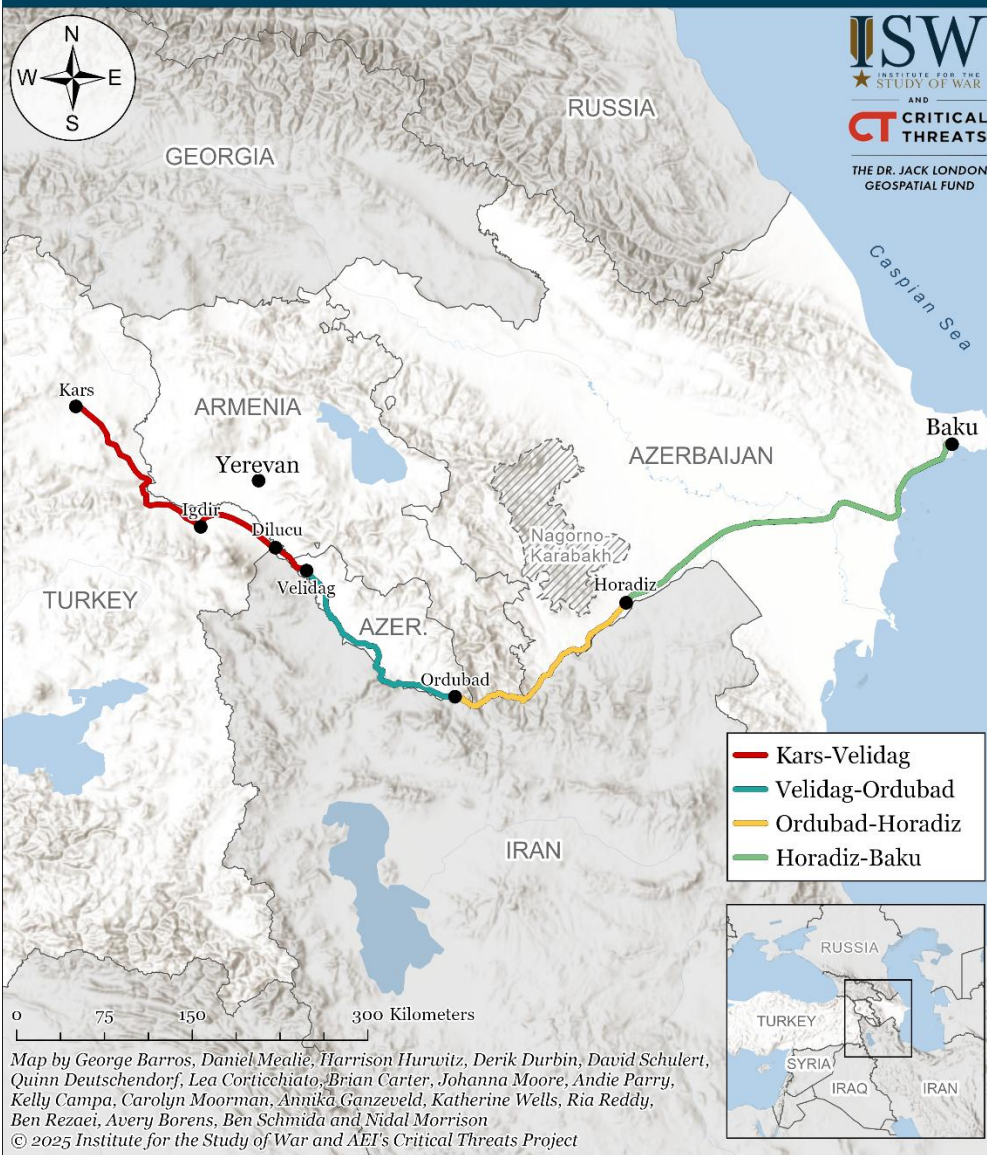 N
W E
S
ISW
INSTITUTE FOR THE
STUDY OF WAR
AND
CT CRITICAL
THREATS
THE DR. JACK LONDON
GEOSPATIAL FUND
RUSSIA
GEORGIA
Caspian Sea
Kars
ARMENIA
Baku
AZERBAIJAN
Yerevan
Igdir
Dilucu
Nagorno-
Karabakh
Velidag
Horadiz
TURKEY
AZER.
Ordubad
Kars-Velidag
Velidag-Ordubad
Ordubad-Horadiz
Horadiz-Baku
IRAN
RUSSIA
TURKEY
SYRIA
IRAQ
IRAN
0 75 150 300 Kilometers
Map by George Barros, Daniel Mealie, Harrison Hurwitz, Derik Durbin, David Schulert,
Quinn Deutschendorf, Lea Corticchiato, Brian Carter, Johanna Moore, Andie Parry,
Kelly Campa, Carolyn Moorman, Annika Ganzeveld, Katherine Wells, Ria Reddy,
Ben Rezaei, Avery Borens, Ben Schmida and Nidal Morrison
© 2025 Institute for the Study of War and AEI's Critical Threats Project